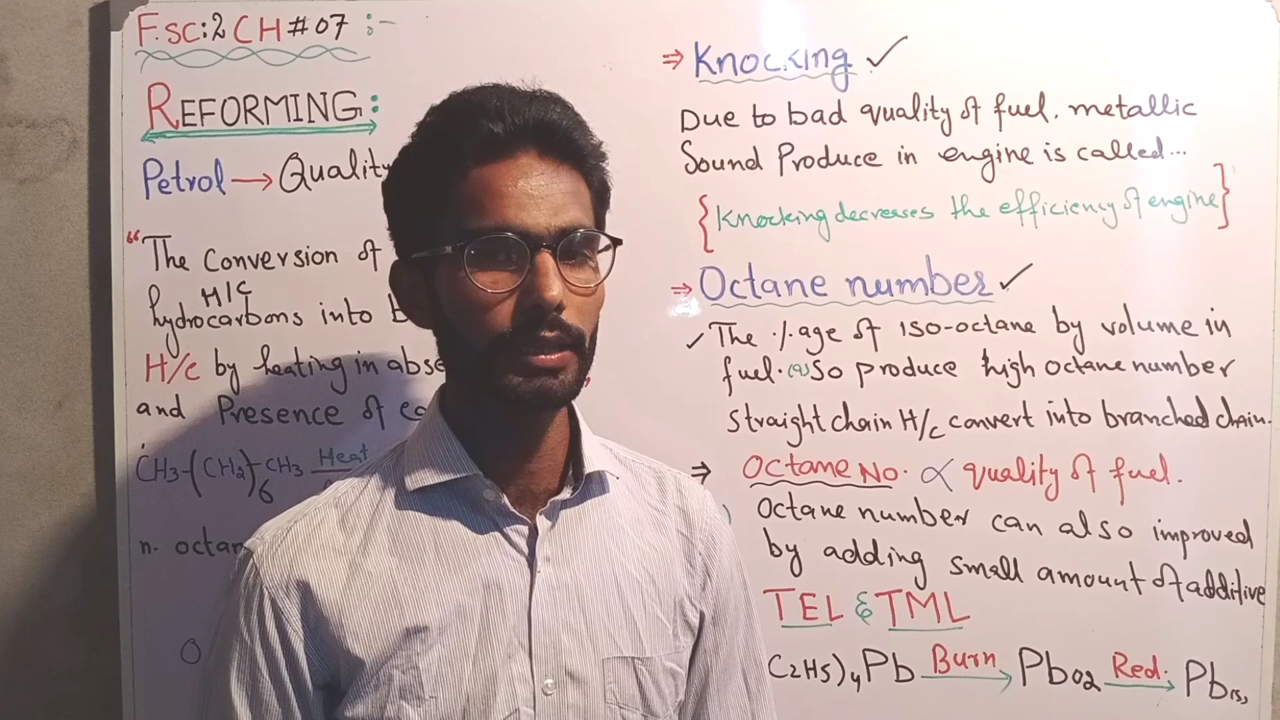 F.sc:2 CH#07 :-
REFORMING:
Petrol → Quality
"The Conversion of
H/C
hydrocarbons into b
H/c by heating in abse
and Presence of ca
CH3-(CH2)6-CH3 Heat
n. octan
⇒ Knocking ✓
Due to bad quality of fuel. metallic
Sound Produce in engine is called...
{Knocking decreases the efficiency of engine}
⇒ Octane number ✓
✓ The %age of iso-octane by volume in
fuel. So produce high octane number
straight chain H/c convert into branched chain.
⇒ Octane No. ∝ quality of fuel.
Octane number can also improved
by adding small amount of additive
TEL & TML
C2H5)4Pb Burn→ PbO2 Red.→ Pb(s)